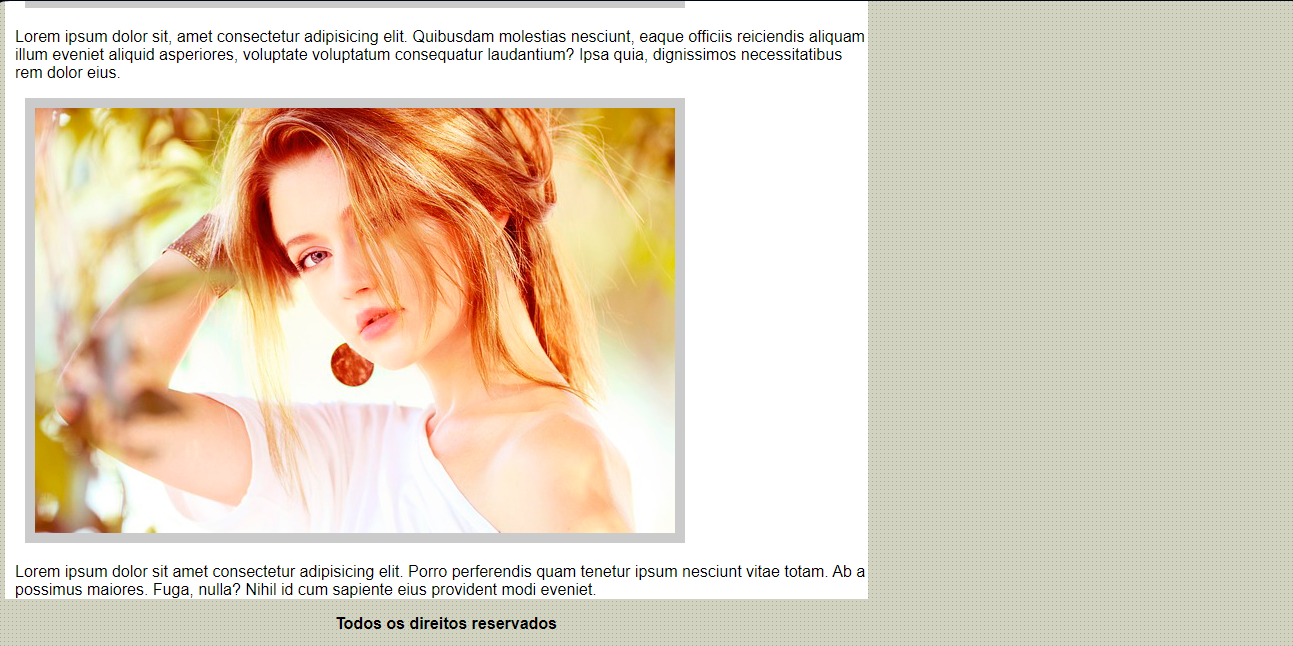 Lorem ipsum dolor sit, amet consectetur adipisicing elit. Quibusdam molestias nesciunt, eaque officiis reiciendis aliquam
illum eveniet aliquid asperiores, voluptate voluptatum consequatur laudantium? Ipsa quia, dignissimos necessitatibus
rem dolor eius.
Lorem ipsum dolor sit amet consectetur adipisicing elit. Porro perferendis quam tenetur ipsum nesciunt vitae totam. Ab a
possimus maiores. Fuga, nulla? Nihil id cum sapiente eius provident modi eveniet.
Todos os direitos reservados